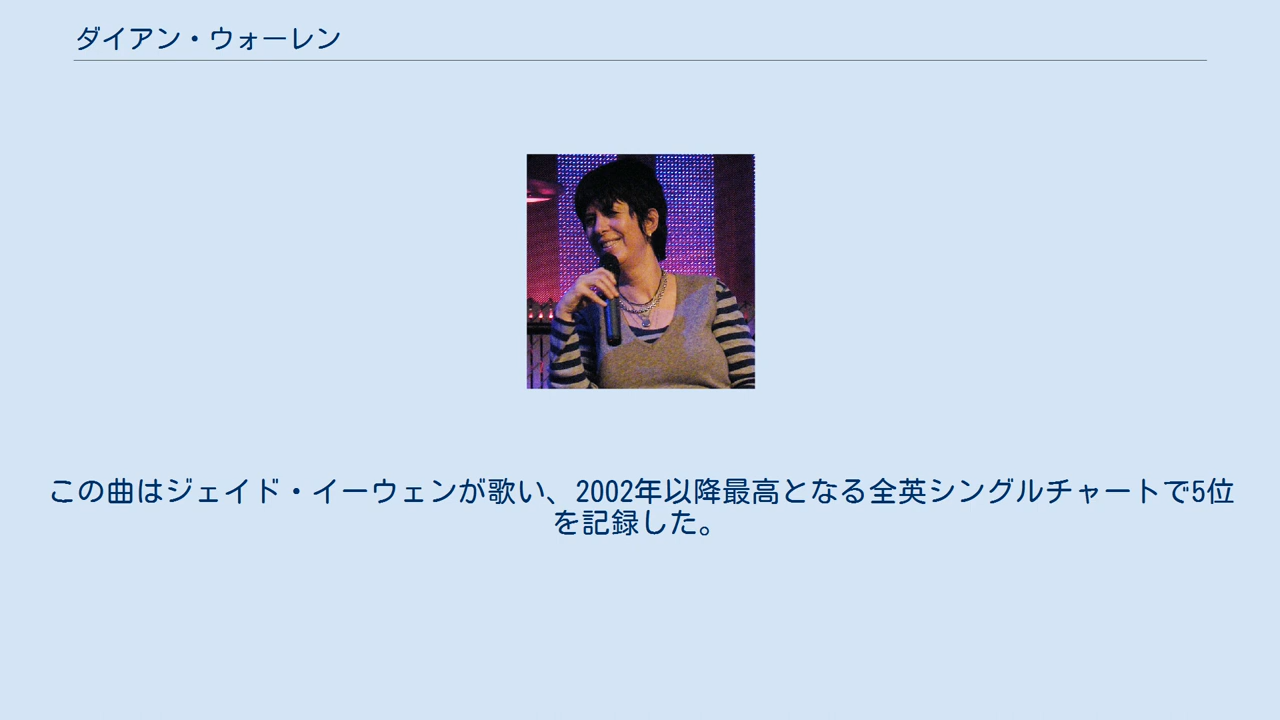 ダイアン・ウォーレン
この曲はジェイド・イーウェンが歌い、2002年以降最高となる全英シングルチャートで5位
を記録した。